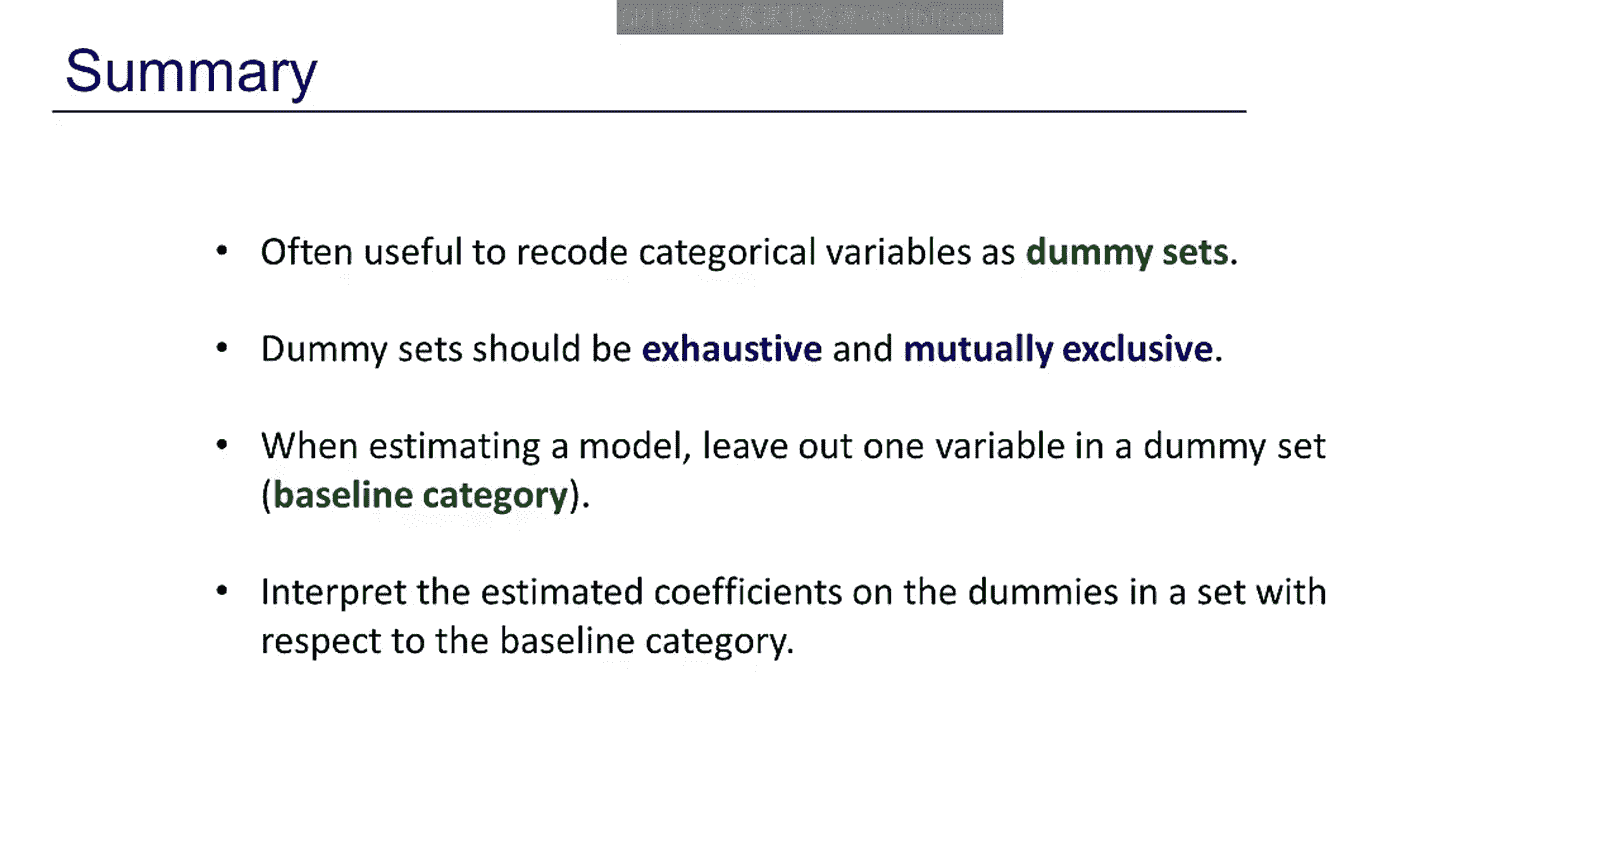 Summary
• Often useful to recode categorical variables as dummy sets.
• Dummy sets should be exhaustive and mutually exclusive.
• When estimating a model, leave out one variable in a dummy set
(baseline category).
• Interpret the estimated coefficients on the dummies in a set with
respect to the baseline category.